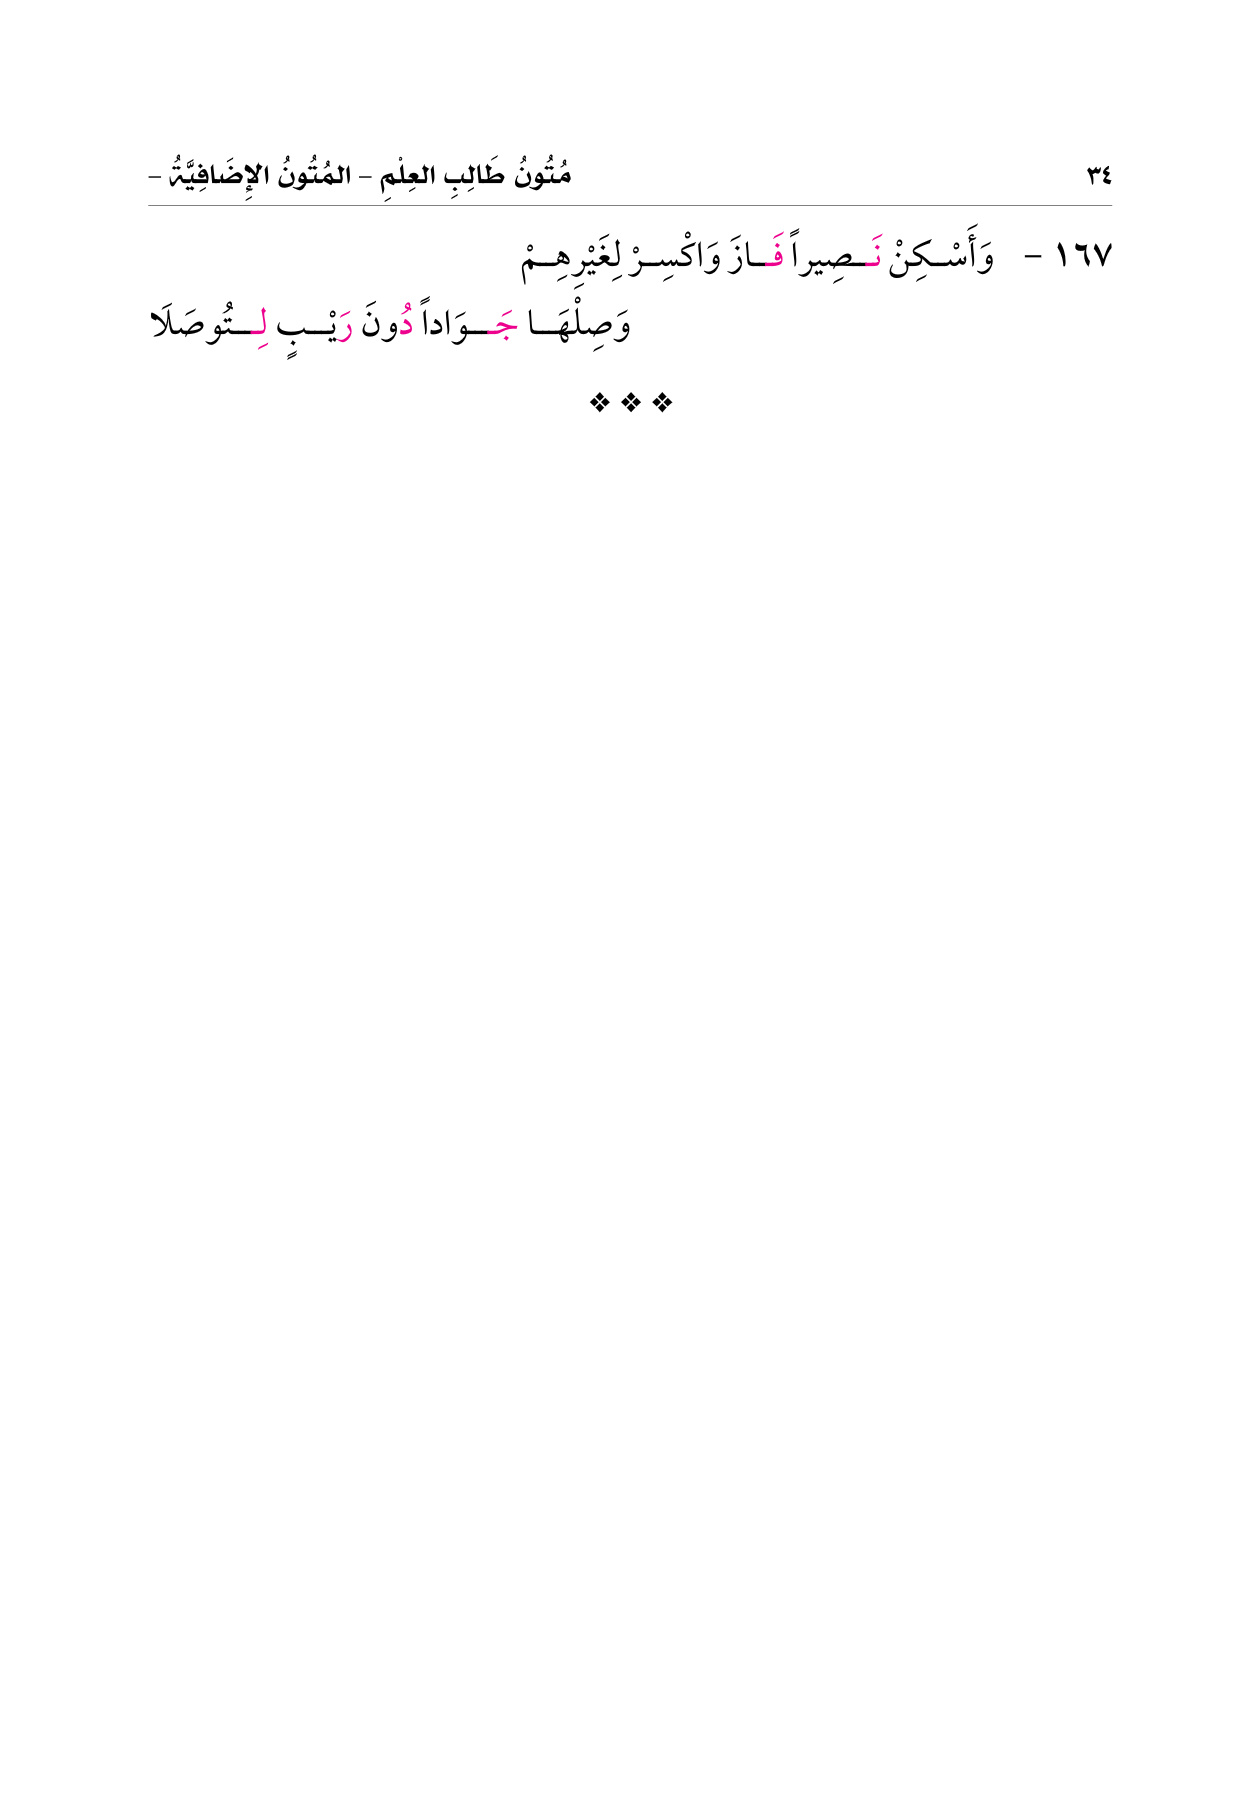 ٣٤ مُتُونُ طَالِبِ العِلْمِ – المُتُونُ الإِضَافِيَّةُ –
١٦٧ – وَأَسْكِنْ نَصِيراً فَازَ وَاكْسِرْ لِغَيْرِهِمْ
وَصِلْهَا جَوَاداً دُونَ رَيْبٍ لِتُوصَلَا
❖ ❖ ❖